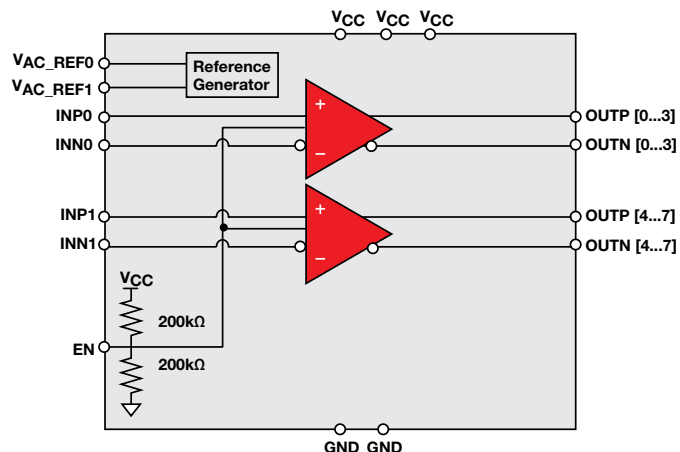 VCC VCC VCC
VAC_REF0
Reference
Generator
VAC_REF1
INP0
+
OUTP [0...3]
INN0
−
OUTN [0...3]
INP1
+
OUTP [4...7]
INN1
−
OUTN [4...7]
VCC
200kΩ
EN
200kΩ
GND GND